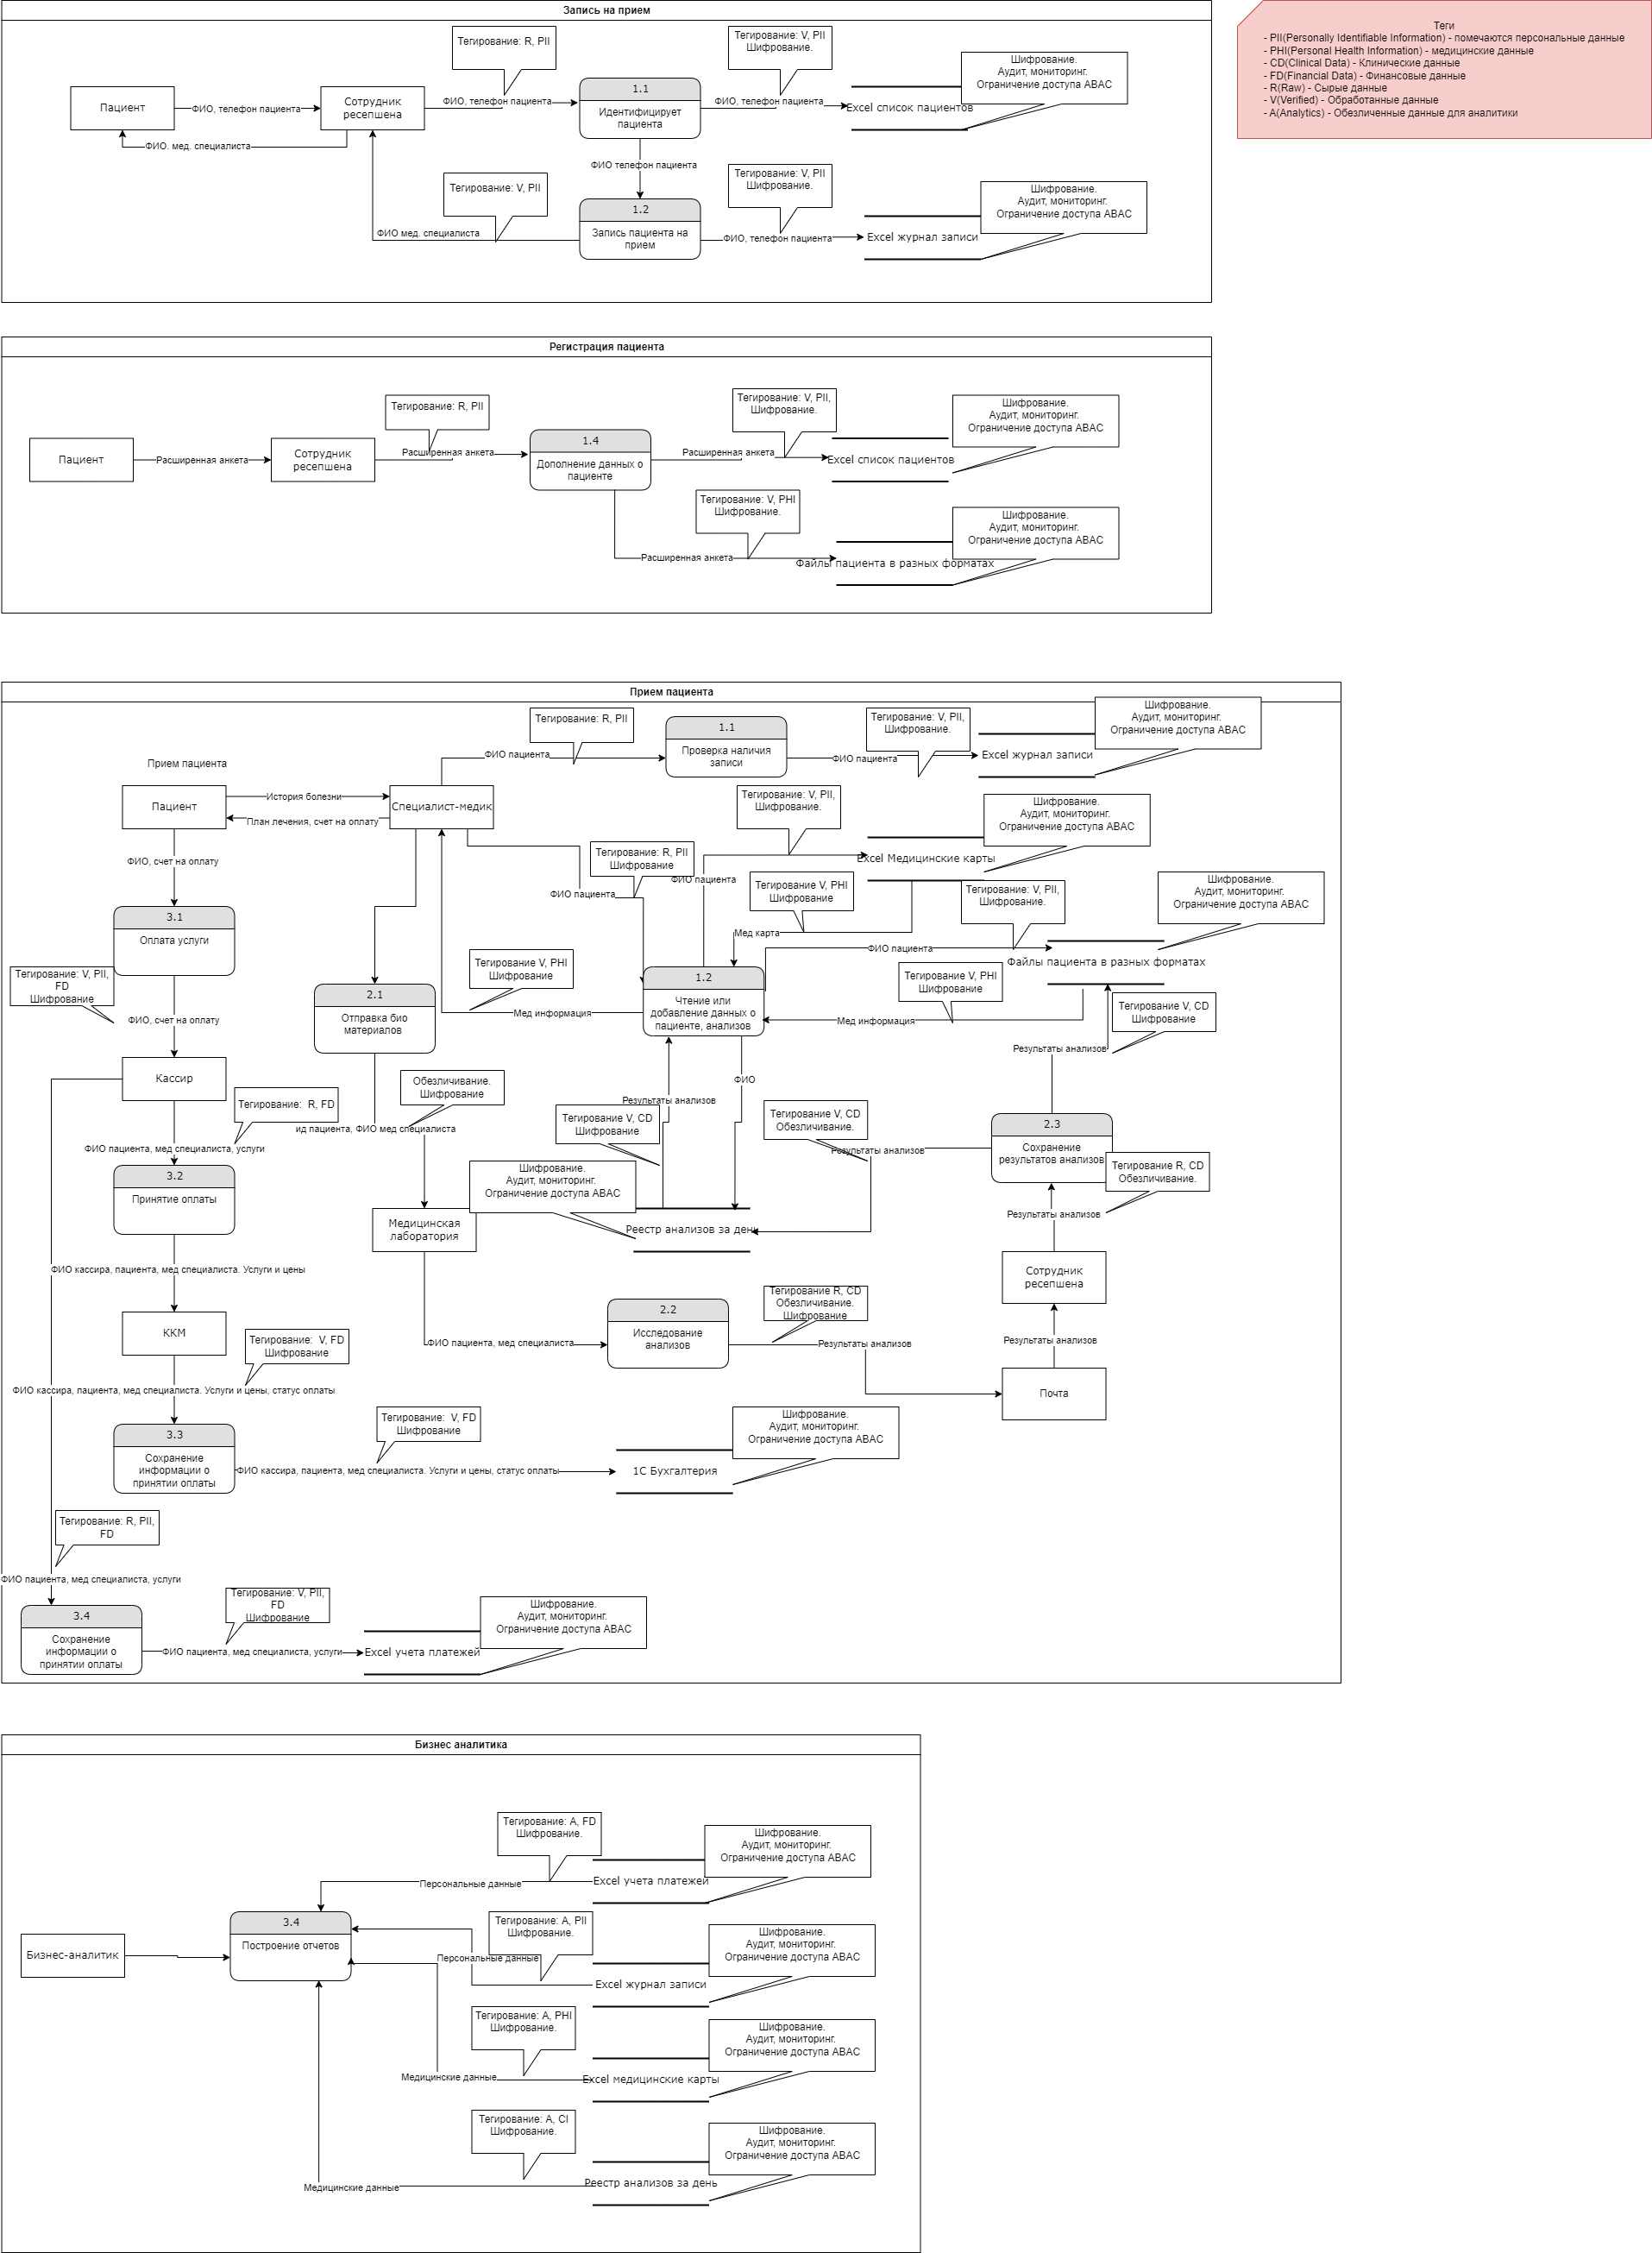 Запись на прием
Теги
- PII(Personally Identifiable Information) - помечаются персональные данные
- PHI(Personal Health Information) - медицинские данные
- CD(Clinical Data) - Клинические данные
- FD(Financial Data) - Финансовые данные
- R(Raw) - Сырые данные
- V(Verified) - Обработанные данные
- A(Analytics) - Обезличенные данные для аналитики
Тегирование: R, PII
Тегирование: V, PII
Шифрование.
Шифрование.
Аудит, мониторинг.
Ограничение доступа ABAC
Пациент
ФИО, телефон пациента
Сотрудник
ресепшена
ФИО, телефон пациента
1.1
Идентифицирует
пациента
ФИО, телефон пациента
Excel список пациентов
ФИО. мед. специалиста
ФИО телефон пациента
Тегирование: V, PII
Тегирование: V, PII
Шифрование.
Шифрование.
Аудит, мониторинг.
Ограничение доступа ABAC
ФИО мед. специалиста
1.2
Запись пациента на
прием
ФИО, телефон пациента
Excel журнал записи
Регистрация пациента
Тегирование: R, PII
Тегирование: V, PII,
Шифрование.
Шифрование.
Аудит, мониторинг.
Ограничение доступа ABAC
Пациент
Расширенная анкета
Сотрудник
ресепшена
Расширенная анкета
1.4
Дополнение данных о
пациенте
Расширенная анкета
Excel список пациентов
Тегирование: V, PHI
Шифрование.
Шифрование.
Аудит, мониторинг.
Ограничение доступа ABAC
Расширенная анкета
Файлы пациента в разных форматах
Прием пациента
Тегирование: R, PII
1.1
Проверка наличия
записи
Тегирование: V, PII,
Шифрование.
Шифрование.
Аудит, мониторинг.
Ограничение доступа ABAC
ФИО пациента
ФИО пациента
Excel журнал записи
Прием пациента
Пациент
История болезни
План лечения, счет на оплату
Специалист-медик
Тегирование: V, PII,
Шифрование.
Шифрование.
Аудит, мониторинг.
Ограничение доступа ABAC
ФИО, счет на оплату
Тегирование: R, PII
Шифрование
ФИО пациента
Excel Медицинские карты
ФИО пациента
Тегирование V, PHI
Шифрование
Тегирование: V, PII,
Шифрование.
Шифрование.
Аудит, мониторинг.
Ограничение доступа ABAC
3.1
Оплата услуги
Мед карта
ФИО пациента
Файлы пациента в разных форматах
Тегирование: V, PII,
FD
Шифрование
Тегирование V, PHI
Шифрование
1.2
Чтение или
добавление данных о
пациенте, анализов
Тегирование V, PHI
Шифрование
2.1
Отправка био
материалов
Мед информация
Мед информация
Тегирование V, CD
Шифрование
ФИО, счет на оплату
Результаты анализов
Кассир
Обезличивание.
Шифрование
ФИО
Тегирование: R, FD
Результаты анализов
Тегирование V, CD
Шифрование
Тегирование V, CD
Обезличивание.
2.3
Сохранение
результатов анализов
ид пациента, ФИО мед специалиста
ФИО пациента, мед специалиста, услуги
Результаты анализов
Тегирование R, CD
Обезличивание.
3.2
Принятие оплаты
Шифрование.
Аудит, мониторинг.
Ограничение доступа ABAC
Медицинская
лаборатория
Реестр анализов за день
Результаты анализов
Сотрудник
ресепшена
ФИО кассира, пациента, мед специалиста. Услуги и цены
ККМ
Тегирование R, CD
Обезличивание.
Шифрование
2.2
Исследование
анализов
ФИО пациента, мед специалиста
Результаты анализов
Результаты анализов
Тегирование: V, FD
Шифрование
Почта
ФИО кассира, пациента, мед специалиста. Услуги и цены, статус оплаты
3.3
Сохранение
информации о
принятии оплаты
Тегирование: V, FD
Шифрование
Шифрование.
Аудит, мониторинг.
Ограничение доступа ABAC
ФИО кассира, пациента, мед специалиста. Услуги и цены, статус оплаты
1С Бухгалтерия
Тегирование: R, PII,
FD
ФИО пациента, мед специалиста, услуги
Тегирование: V, PII,
FD
Шифрование
Шифрование.
Аудит, мониторинг.
Ограничение доступа ABAC
3.4
Сохранение
информации о
принятии оплаты
ФИО пациента, мед специалиста, услуги
Excel учета платежей
Бизнес аналитика
Тегирование: A, FD
Шифрование.
Шифрование.
Аудит, мониторинг.
Ограничение доступа ABAC
Персональные данные
Excel учета платежей
3.4
Построение отчетов
Бизнес-аналитик
Тегирование: A, PII
Шифрование.
Шифрование.
Аудит, мониторинг.
Ограничение доступа ABAC
Персональные данные
Excel журнал записи
Тегирование: A, PHI
Шифрование.
Шифрование.
Аудит, мониторинг.
Ограничение доступа ABAC
Медицинские данные
Excel медицинские карты
Тегирование: A, CI
Шифрование.
Шифрование.
Аудит, мониторинг.
Ограничение доступа ABAC
Медицинские данные
Реестр анализов за день